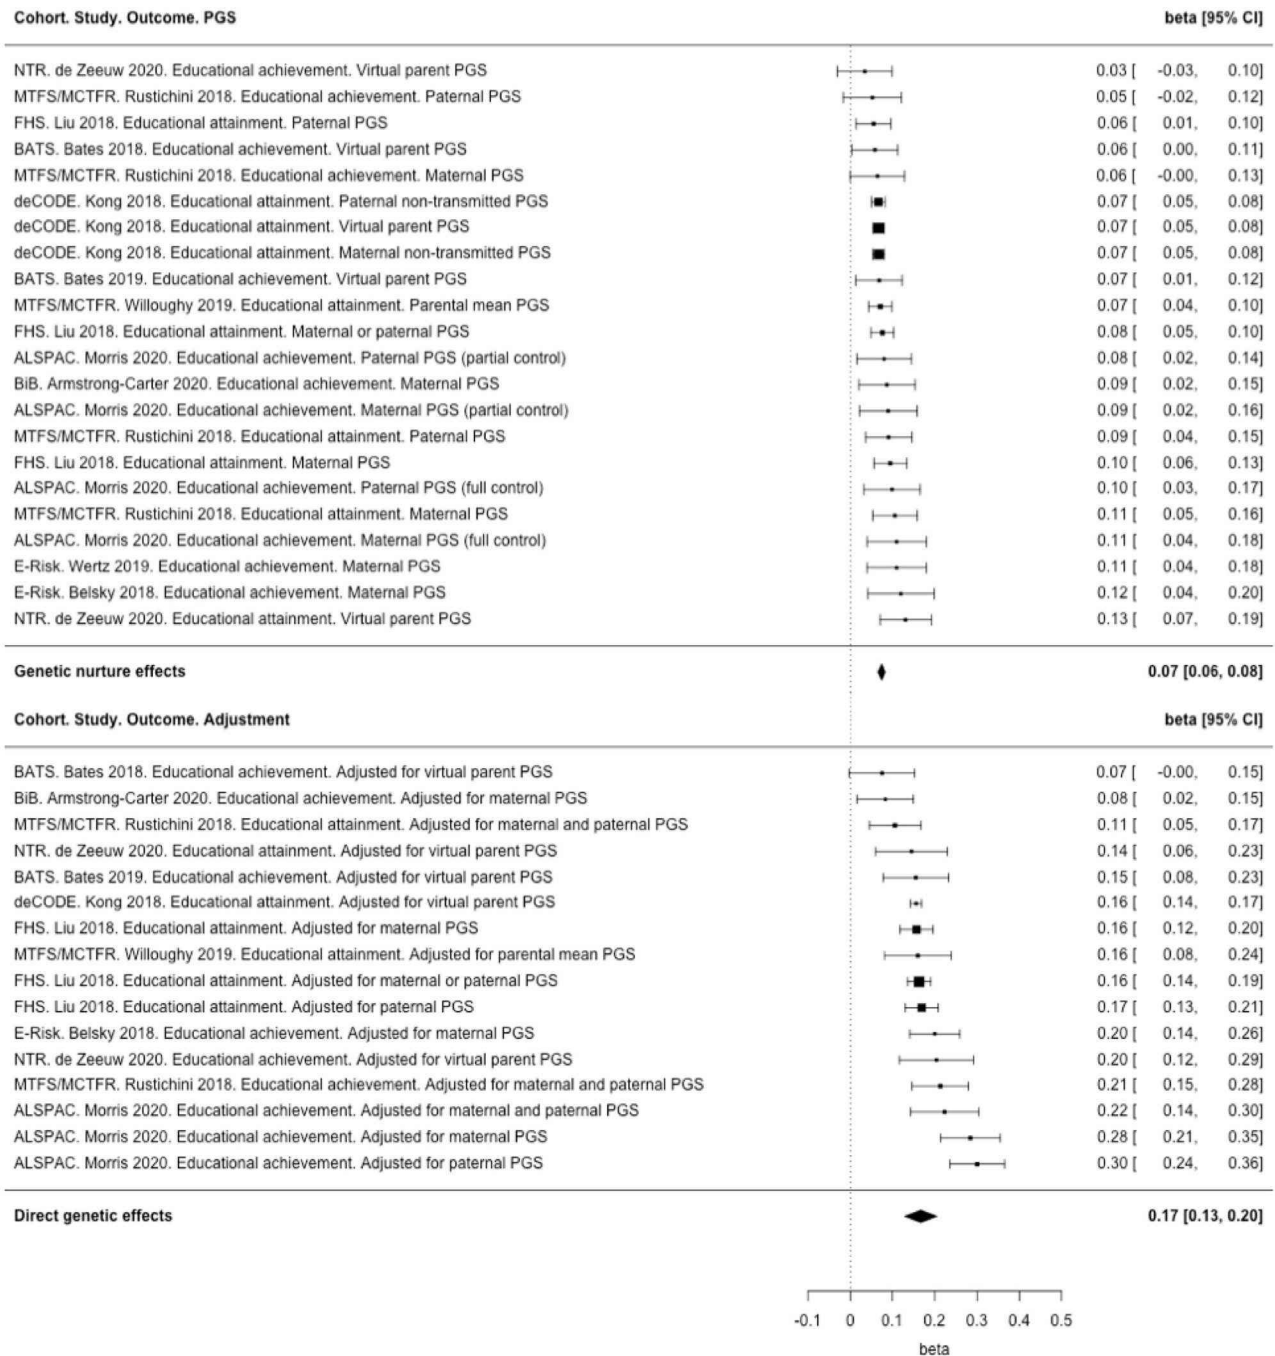 Cohort. Study. Outcome. PGS beta [95% CI]
NTR. de Zeeuw 2020. Educational achievement. Virtual parent PGS 0.03 [ -0.03, 0.10]
MTFS/MCTFR. Rustichini 2018. Educational achievement. Paternal PGS 0.05 [ -0.02, 0.12]
FHS. Liu 2018. Educational attainment. Paternal PGS 0.06 [ 0.01, 0.10]
BATS. Bates 2018. Educational achievement. Virtual parent PGS 0.06 [ 0.00, 0.11]
MTFS/MCTFR. Rustichini 2018. Educational achievement. Maternal PGS 0.06 [ -0.00, 0.13]
deCODE. Kong 2018. Educational attainment. Paternal non-transmitted PGS 0.07 [ 0.05, 0.08]
deCODE. Kong 2018. Educational attainment. Virtual parent PGS 0.07 [ 0.05, 0.08]
deCODE. Kong 2018. Educational attainment. Maternal non-transmitted PGS 0.07 [ 0.05, 0.08]
BATS. Bates 2019. Educational achievement. Virtual parent PGS 0.07 [ 0.01, 0.12]
MTFS/MCTFR. Willoughy 2019. Educational attainment. Parental mean PGS 0.07 [ 0.04, 0.10]
FHS. Liu 2018. Educational attainment. Maternal or paternal PGS 0.08 [ 0.05, 0.10]
ALSPAC. Morris 2020. Educational achievement. Paternal PGS (partial control) 0.08 [ 0.02, 0.14]
BiB. Armstrong-Carter 2020. Educational achievement. Maternal PGS 0.09 [ 0.02, 0.15]
ALSPAC. Morris 2020. Educational achievement. Maternal PGS (partial control) 0.09 [ 0.02, 0.16]
MTFS/MCTFR. Rustichini 2018. Educational attainment. Paternal PGS 0.09 [ 0.04, 0.15]
FHS. Liu 2018. Educational attainment. Maternal PGS 0.10 [ 0.06, 0.13]
ALSPAC. Morris 2020. Educational achievement. Paternal PGS (full control) 0.10 [ 0.03, 0.17]
MTFS/MCTFR. Rustichini 2018. Educational attainment. Maternal PGS 0.11 [ 0.05, 0.16]
ALSPAC. Morris 2020. Educational achievement. Maternal PGS (full control) 0.11 [ 0.04, 0.18]
E-Risk. Wertz 2019. Educational achievement. Maternal PGS 0.11 [ 0.04, 0.18]
E-Risk. Belsky 2018. Educational achievement. Maternal PGS 0.12 [ 0.04, 0.20]
NTR. de Zeeuw 2020. Educational attainment. Virtual parent PGS 0.13 [ 0.07, 0.19]
Genetic nurture effects 0.07 [0.06, 0.08]
Cohort. Study. Outcome. Adjustment beta [95% CI]
BATS. Bates 2018. Educational achievement. Adjusted for virtual parent PGS 0.07 [ -0.00, 0.15]
BiB. Armstrong-Carter 2020. Educational achievement. Adjusted for maternal PGS 0.08 [ 0.02, 0.15]
MTFS/MCTFR. Rustichini 2018. Educational attainment. Adjusted for maternal and paternal PGS 0.11 [ 0.05, 0.17]
NTR. de Zeeuw 2020. Educational attainment. Adjusted for virtual parent PGS 0.14 [ 0.06, 0.23]
BATS. Bates 2019. Educational achievement. Adjusted for virtual parent PGS 0.15 [ 0.08, 0.23]
deCODE. Kong 2018. Educational attainment. Adjusted for virtual parent PGS 0.16 [ 0.14, 0.17]
FHS. Liu 2018. Educational attainment. Adjusted for maternal PGS 0.16 [ 0.12, 0.20]
MTFS/MCTFR. Willoughy 2019. Educational attainment. Adjusted for parental mean PGS 0.16 [ 0.08, 0.24]
FHS. Liu 2018. Educational attainment. Adjusted for maternal or paternal PGS 0.16 [ 0.14, 0.19]
FHS. Liu 2018. Educational attainment. Adjusted for paternal PGS 0.17 [ 0.13, 0.21]
E-Risk. Belsky 2018. Educational achievement. Adjusted for maternal PGS 0.20 [ 0.14, 0.26]
NTR. de Zeeuw 2020. Educational achievement. Adjusted for virtual parent PGS 0.20 [ 0.12, 0.29]
MTFS/MCTFR. Rustichini 2018. Educational achievement. Adjusted for maternal and paternal PGS 0.21 [ 0.15, 0.28]
ALSPAC. Morris 2020. Educational achievement. Adjusted for maternal and paternal PGS 0.22 [ 0.14, 0.30]
ALSPAC. Morris 2020. Educational achievement. Adjusted for maternal PGS 0.28 [ 0.21, 0.35]
ALSPAC. Morris 2020. Educational achievement. Adjusted for paternal PGS 0.30 [ 0.24, 0.36]
Direct genetic effects 0.17 [0.13, 0.20]
-0.1 0 0.1 0.2 0.3 0.4 0.5
beta